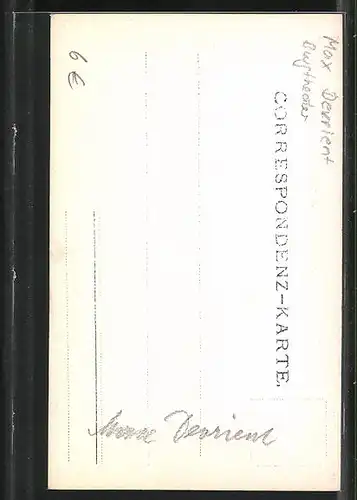 Max Devrient
Burgtheater
CORRESPONDENZ-KARTE.
6 €
Max Devrient